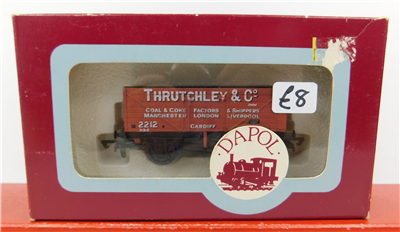 THRUTCHLEY & Co
COAL & COKE FACTORS & SHIPPERS
MANCHESTER LONDON LIVERPOOL
2212 CARDIFF
£8
DAPOL